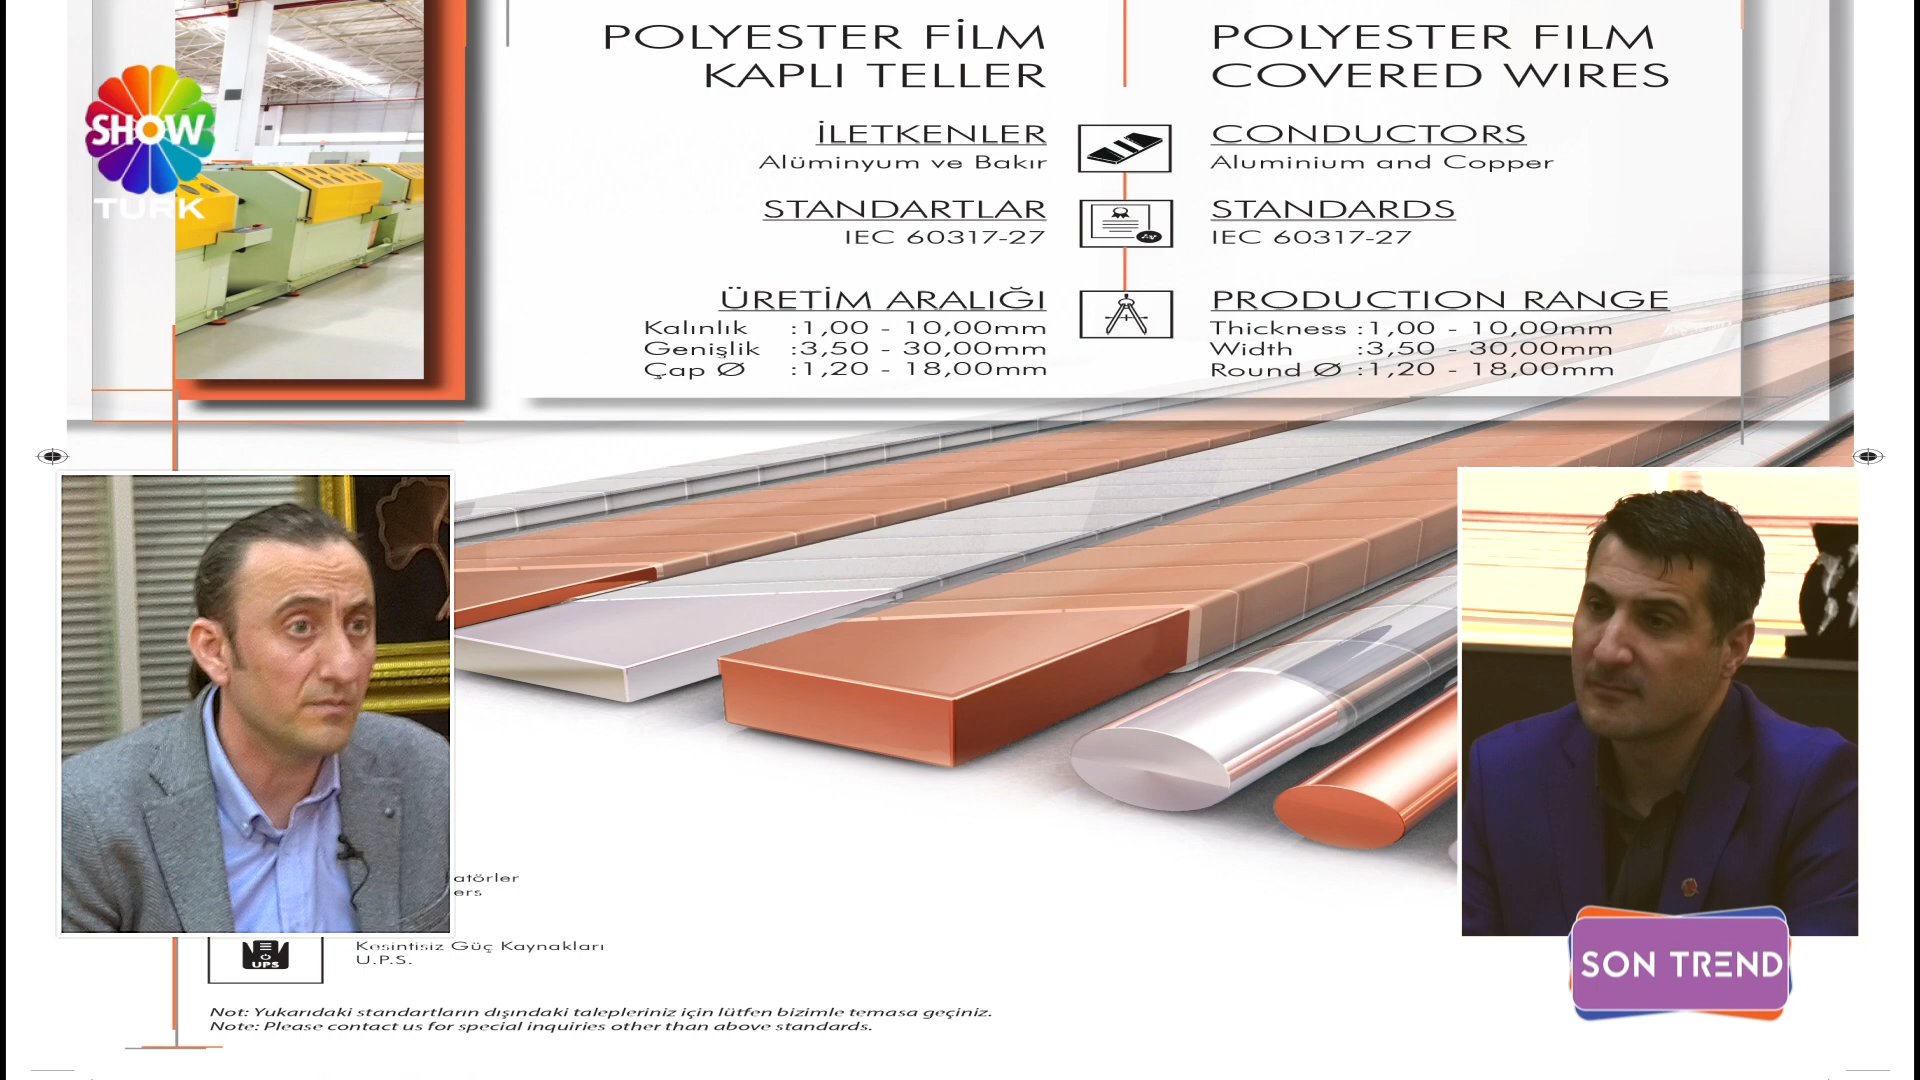 POLYESTER FİLM
KAPLI TELLER
İLETKENLER
Alüminyum ve Bakır
STANDARTLAR
IEC 60317-27
ÜRETİM ARALIĞI
Kalınlık :1,00 - 10,00mm
Genişlik :3,50 - 30,00mm
Çap Ø :1,20 - 18,00mm
POLYESTER FILM
COVERED WIRES
CONDUCTORS
Aluminium and Copper
STANDARDS
IEC 60317-27
PRODUCTION RANGE
Thickness :1,00 - 10,00mm
Width :3,50 - 30,00mm
Round Ø :1,20 - 18,00mm
SHOW
TURK
atörler
ers
UPS
Kesintisiz Güç Kaynakları
U.P.S.
Not: Yukarıdaki standartların dışındaki talepleriniz için lütfen bizimle temasa geçiniz.
Note: Please contact us for special inquiries other than above standards.
SON TREND